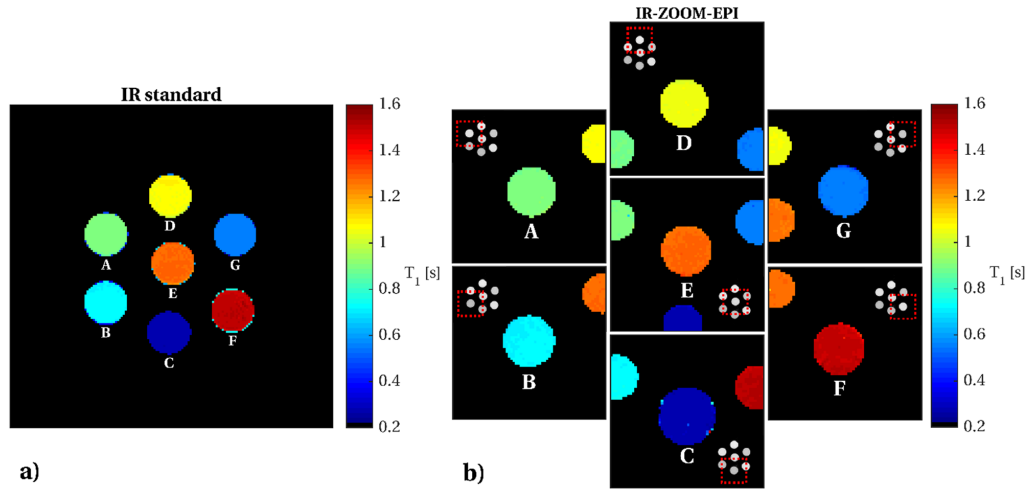 IR standard
A
B
C
D
E
F
G
1.6
1.4
1.2
1
0.8
0.6
0.4
0.2
T1 [s]
a)
IR-ZOOM-EPI
D
A
G
E
B
F
C
1.6
1.4
1.2
1
0.8
0.6
0.4
0.2
T1 [s]
b)